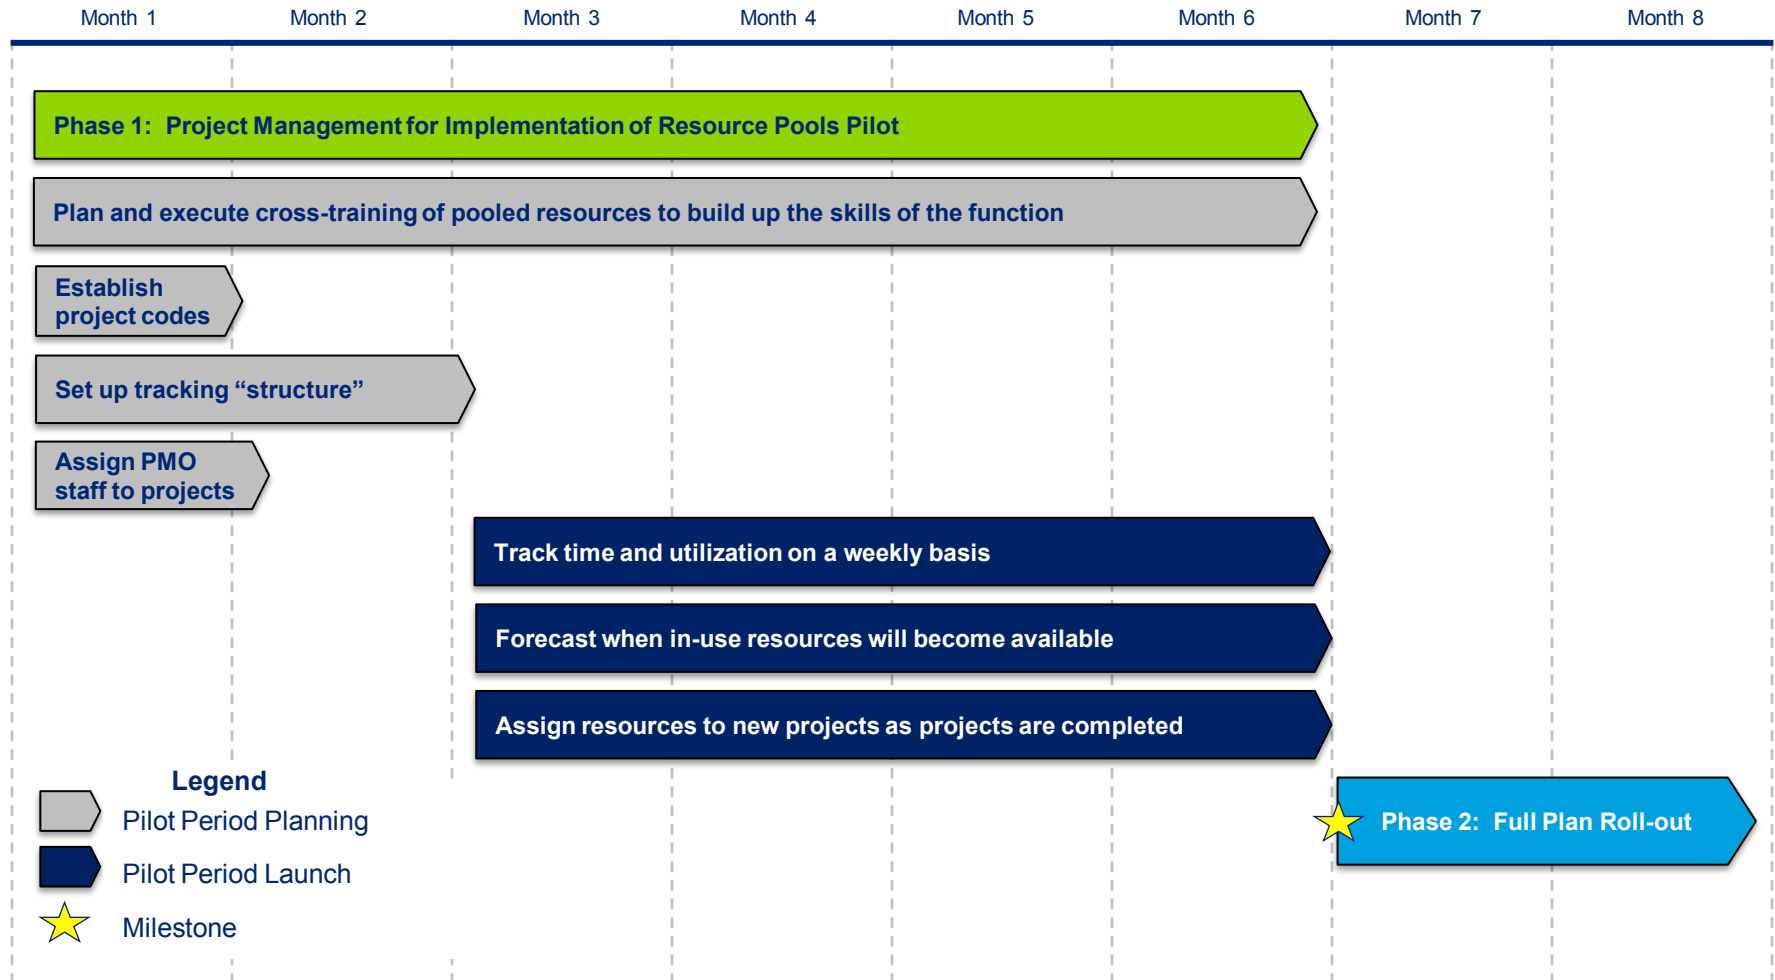 Month 1 Month 2 Month 3 Month 4 Month 5 Month 6 Month 7 Month 8
Phase 1: Project Management for Implementation of Resource Pools Pilot
Plan and execute cross-training of pooled resources to build up the skills of the function
Establish
project codes
Set up tracking “structure”
Assign PMO
staff to projects
Track time and utilization on a weekly basis
Forecast when in-use resources will become available
Assign resources to new projects as projects are completed
Phase 2: Full Plan Roll-out
Legend
Pilot Period Planning
Pilot Period Launch
Milestone